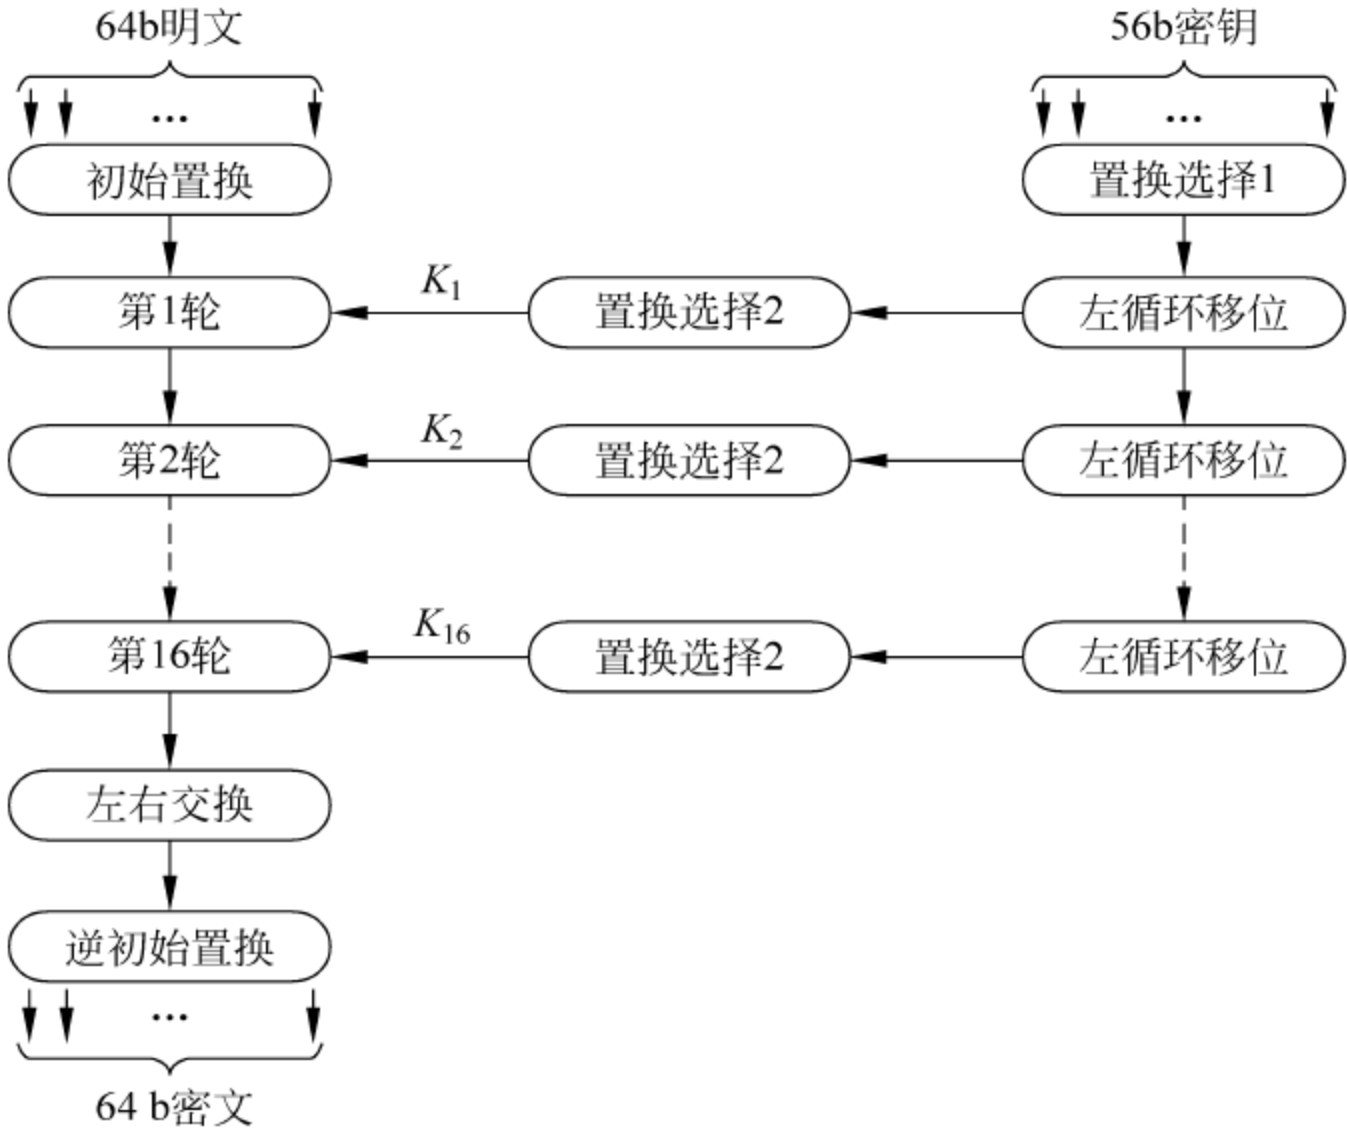 64b明文
56b密钥
...
...
初始置换
置换选择1
第1轮
K1
置换选择2
左循环移位
第2轮
K2
置换选择2
左循环移位
第16轮
K16
置换选择2
左循环移位
左右交换
逆初始置换
...
64 b密文